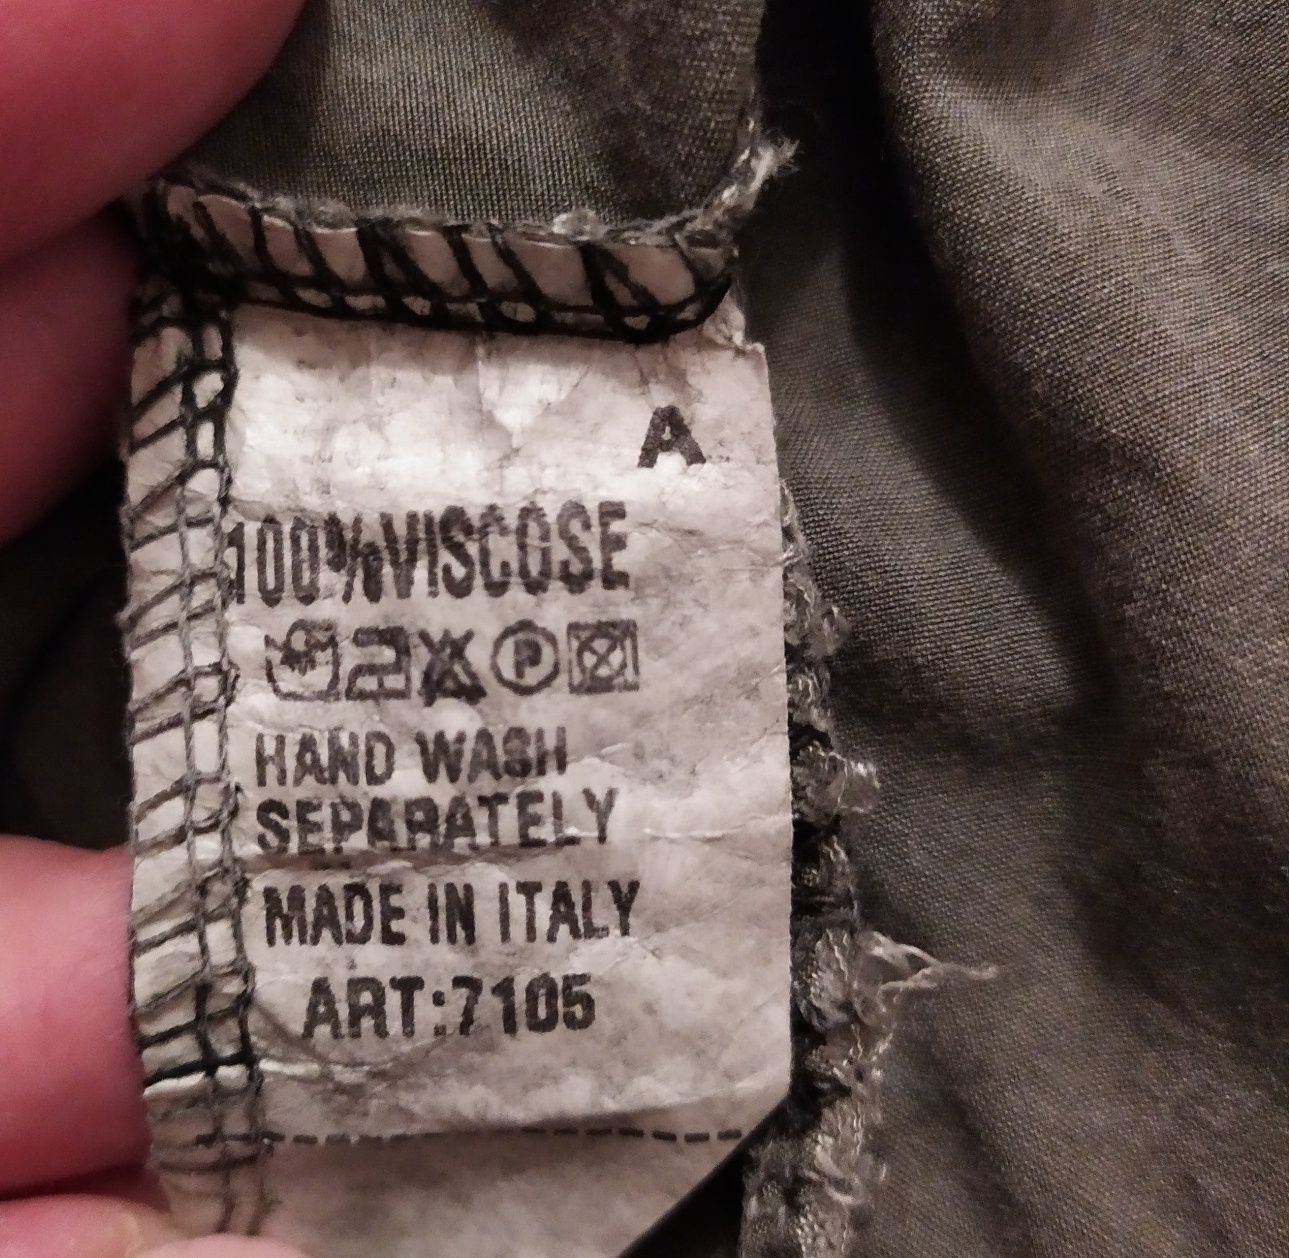 A
100%VISCOSE
P
HAND WASH
SEPARATELY
MADE IN ITALY
ART:7105